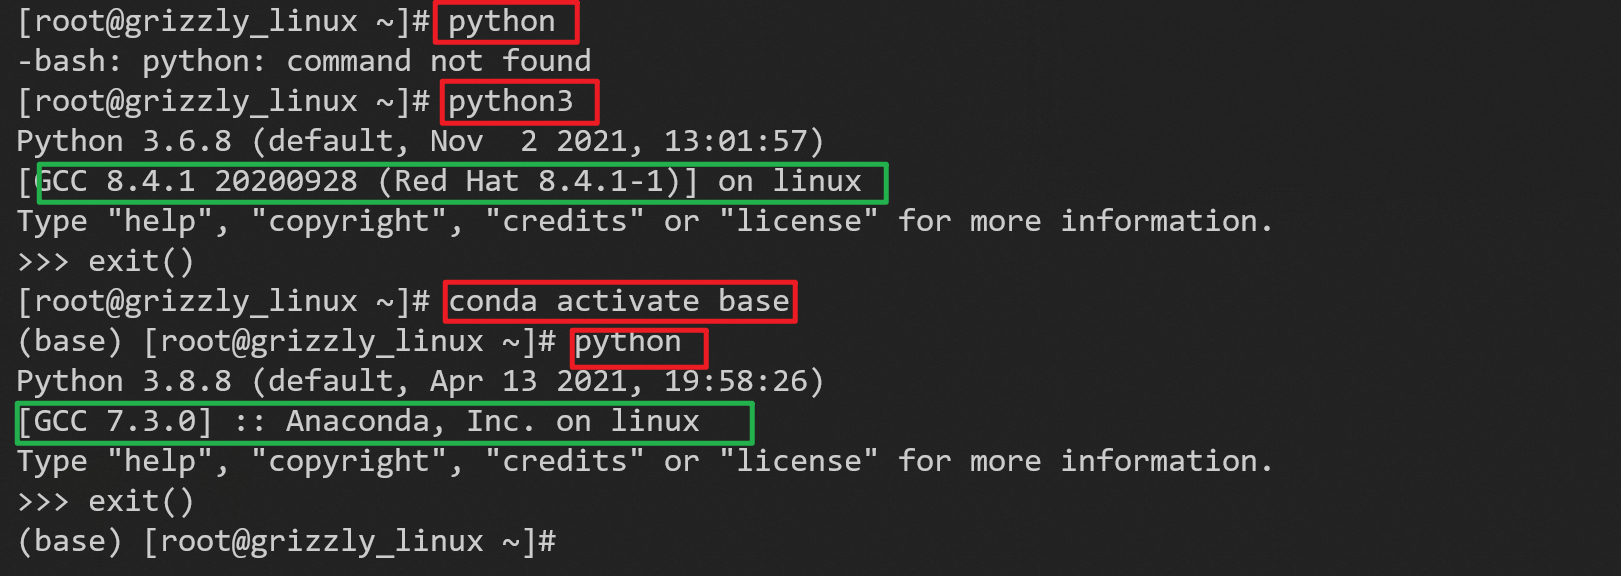 [root@grizzly_linux ~]# python
-bash: python: command not found
[root@grizzly_linux ~]# python3
Python 3.6.8 (default, Nov  2 2021, 13:01:57)
[GCC 8.4.1 20200928 (Red Hat 8.4.1-1)] on linux
Type "help", "copyright", "credits" or "license" for more information.
>>> exit()
[root@grizzly_linux ~]# conda activate base
(base) [root@grizzly_linux ~]# python
Python 3.8.8 (default, Apr 13 2021, 19:58:26)
[GCC 7.3.0] :: Anaconda, Inc. on linux
Type "help", "copyright", "credits" or "license" for more information.
>>> exit()
(base) [root@grizzly_linux ~]#